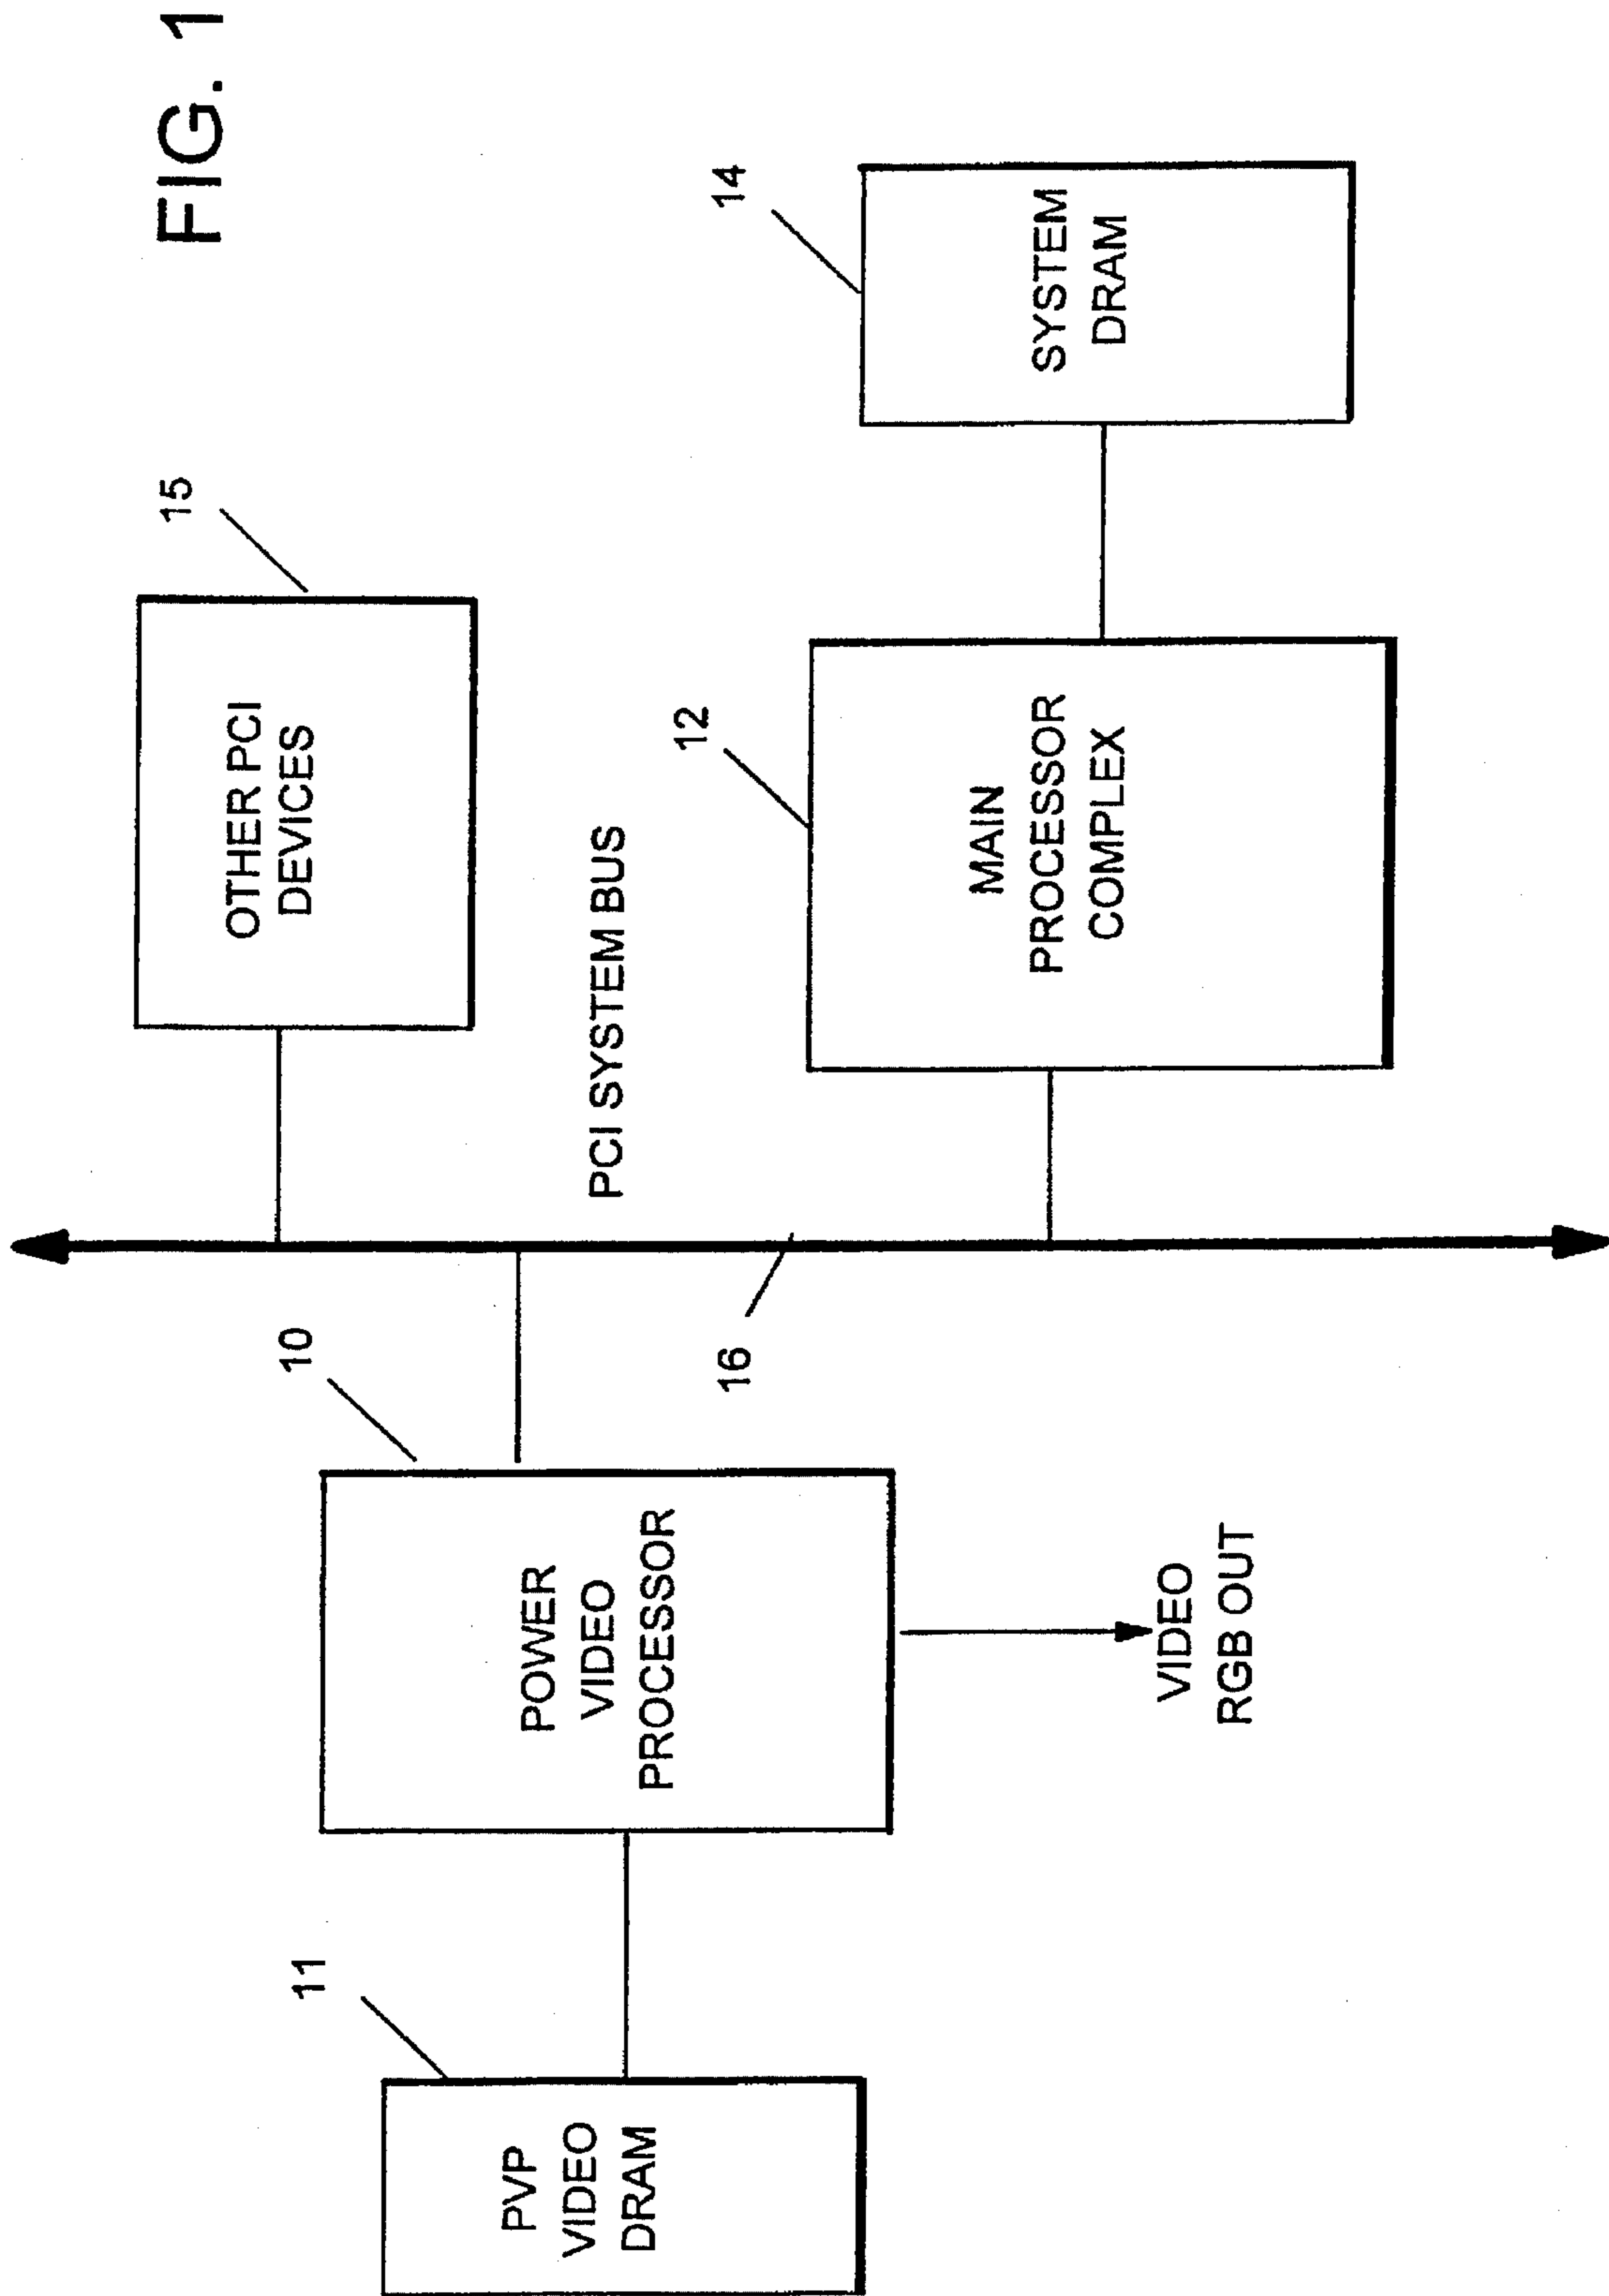 FIG. 1
PVP
VIDEO
DRAM
11
POWER
VIDEO
PROCESSOR
10
VIDEO
RGB OUT
16
PCI SYSTEM BUS
OTHER PCI
DEVICES
15
MAIN
PROCESSOR
COMPLEX
12
SYSTEM
DRAM
14